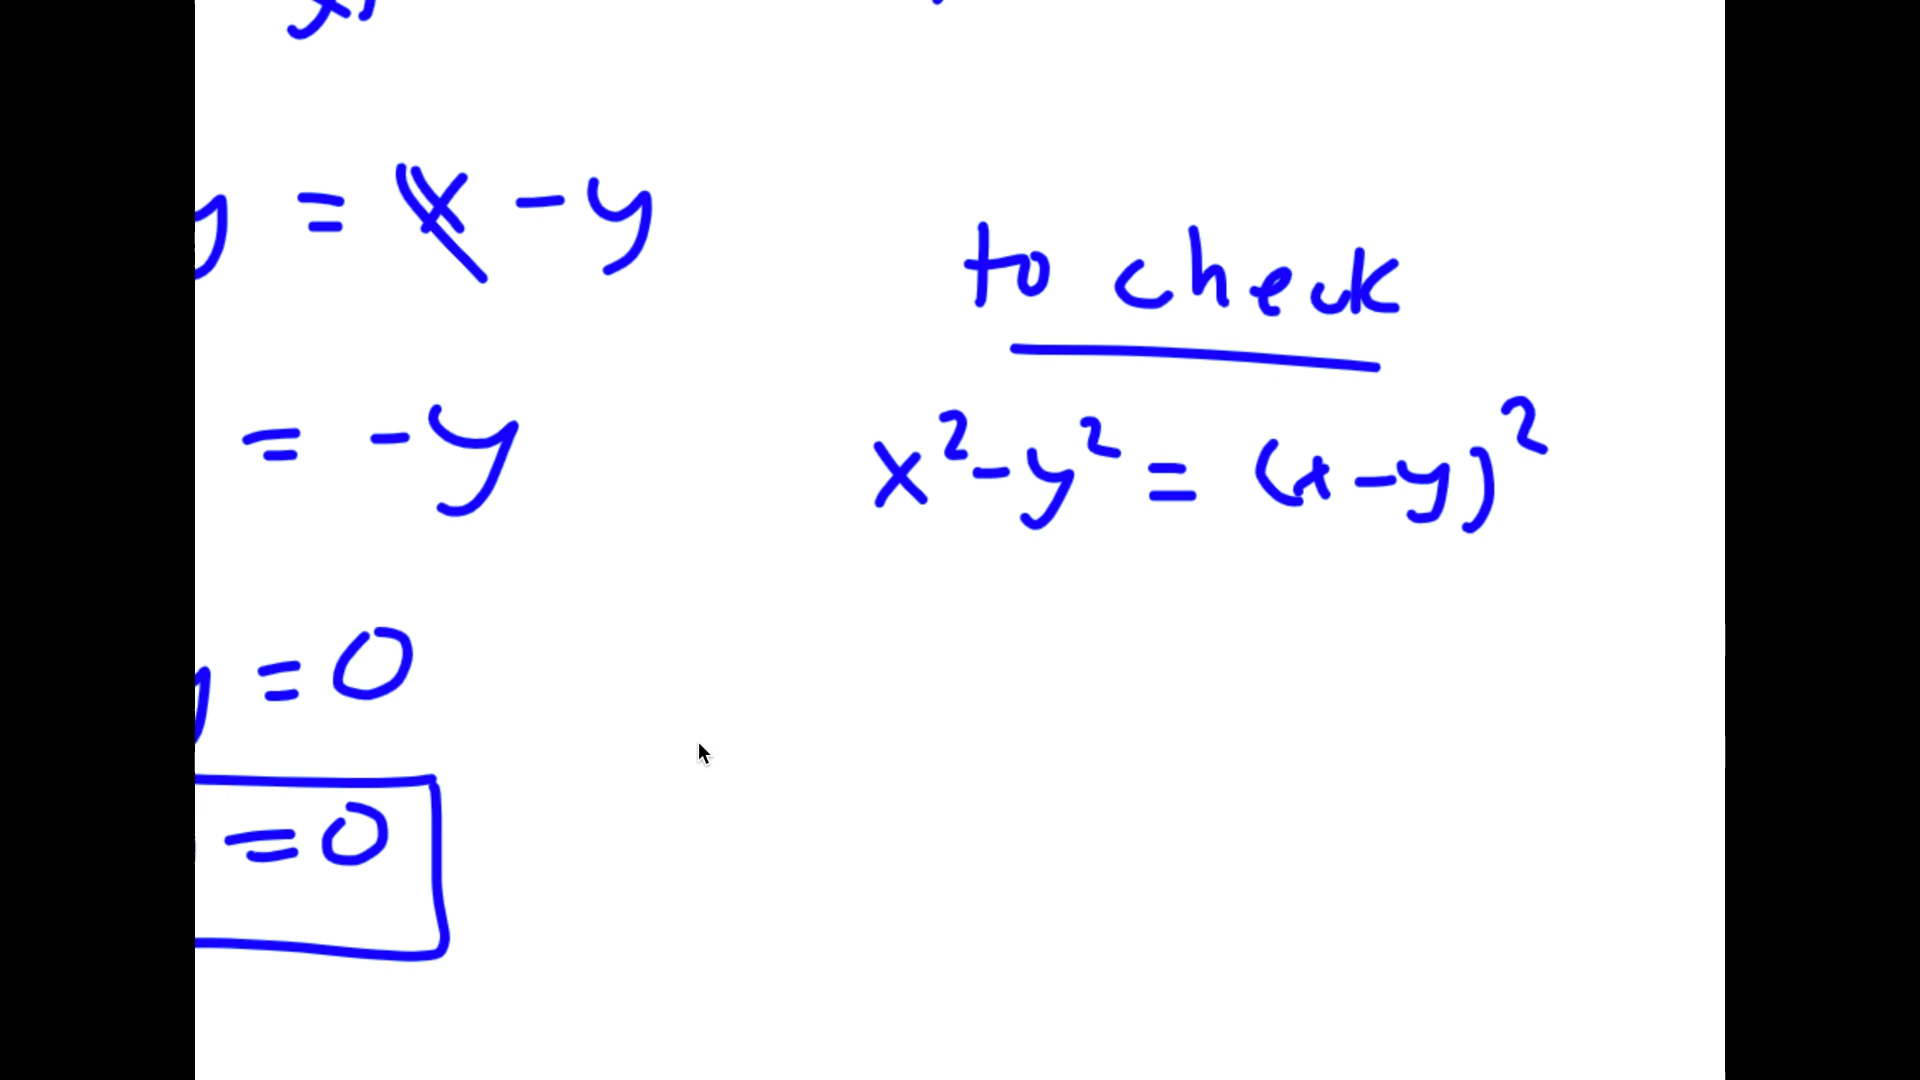 y = x - y
to check
= -y
x² - y² = (x - y)²
y = 0
= 0